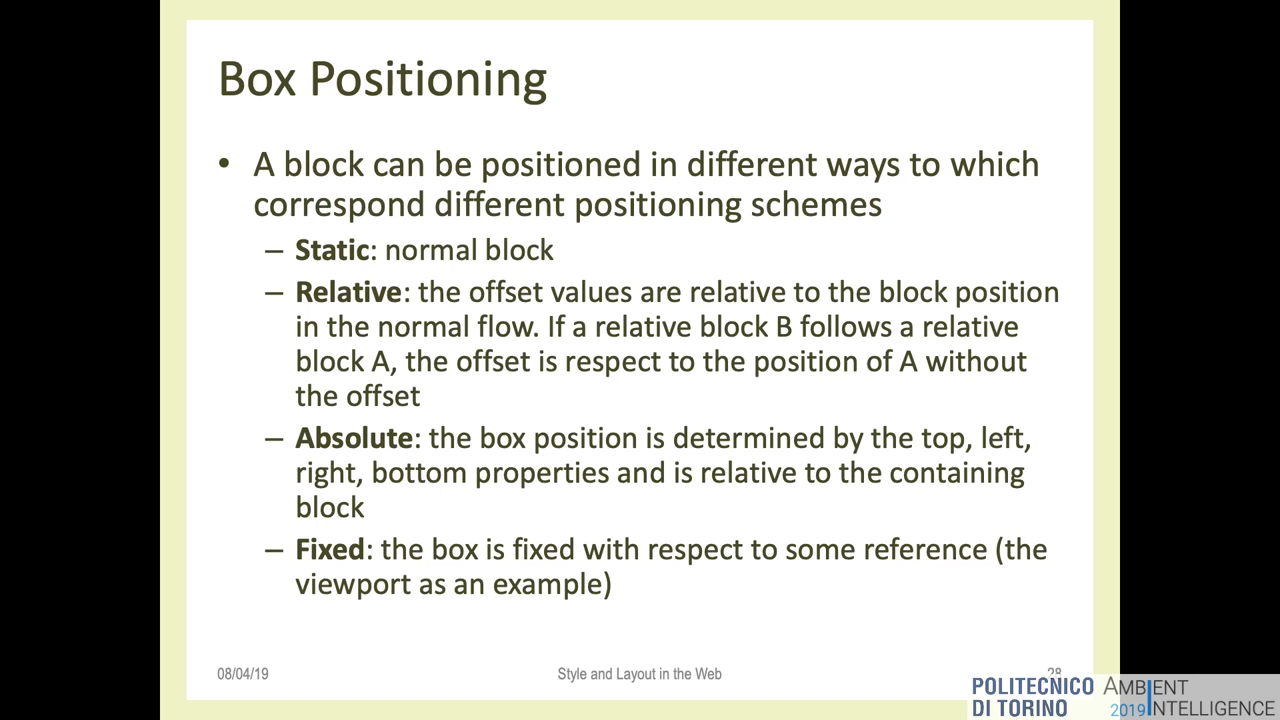 Box Positioning
• A block can be positioned in different ways to which
correspond different positioning schemes
– Static: normal block
– Relative: the offset values are relative to the block position
in the normal flow. If a relative block B follows a relative
block A, the offset is respect to the position of A without
the offset
– Absolute: the box position is determined by the top, left,
right, bottom properties and is relative to the containing
block
– Fixed: the box is fixed with respect to some reference (the
viewport as an example)
08/04/19 Style and Layout in the Web 28
POLITECNICO
DI TORINO
AMBIENT
2019 INTELLIGENCE